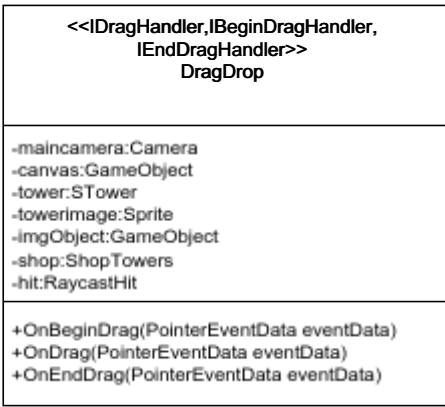 <<IDragHandler,IBeginDragHandler,
IEndDragHandler>>
DragDrop
-maincamera:Camera
-canvas:GameObject
-tower:STower
-towerimage:Sprite
-imgObject:GameObject
-shop:ShopTowers
-hit:RaycastHit
+OnBeginDrag(PointerEventData eventData)
+OnDrag(PointerEventData eventData)
+OnEndDrag(PointerEventData eventData)